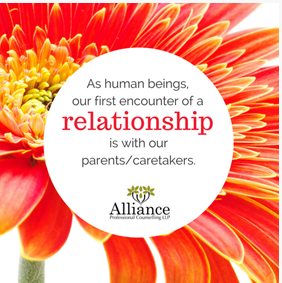 As human beings,
our first encounter of a
relationship
is with our
parents/caretakers.
Alliance
Professional Counselling LLP